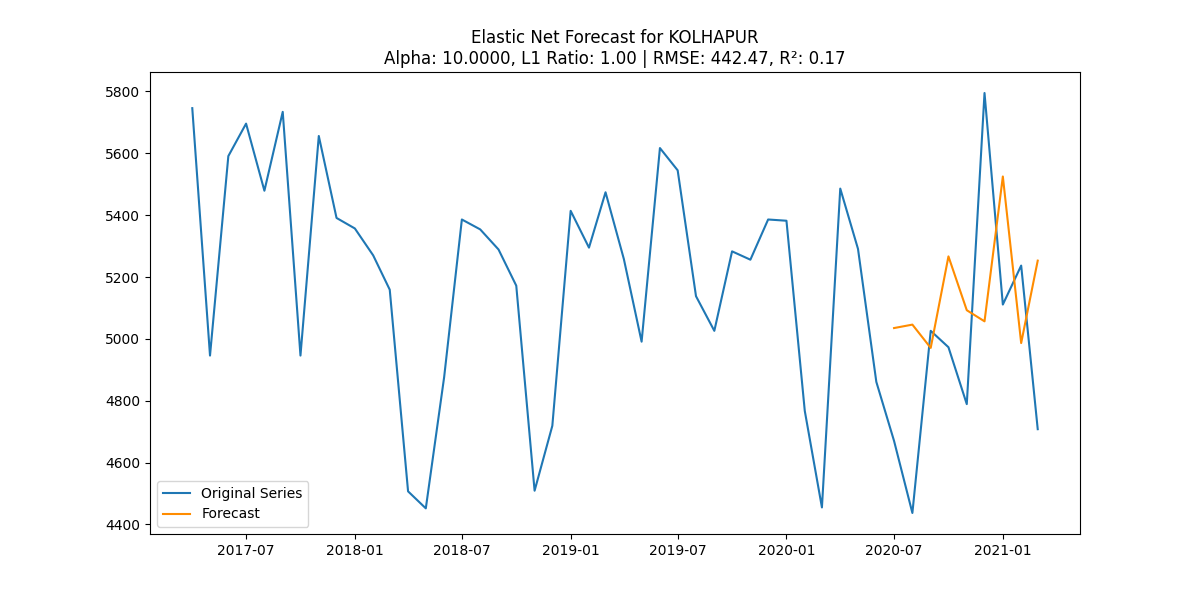 Elastic Net Forecast for KOLHAPUR
Alpha: 10.0000, L1 Ratio: 1.00 | RMSE: 442.47, R²: 0.17
5800
5600
5400
5200
5000
4800
4600
4400
Original Series
Forecast
2017-07 2018-01 2018-07 2019-01 2019-07 2020-01 2020-07 2021-01